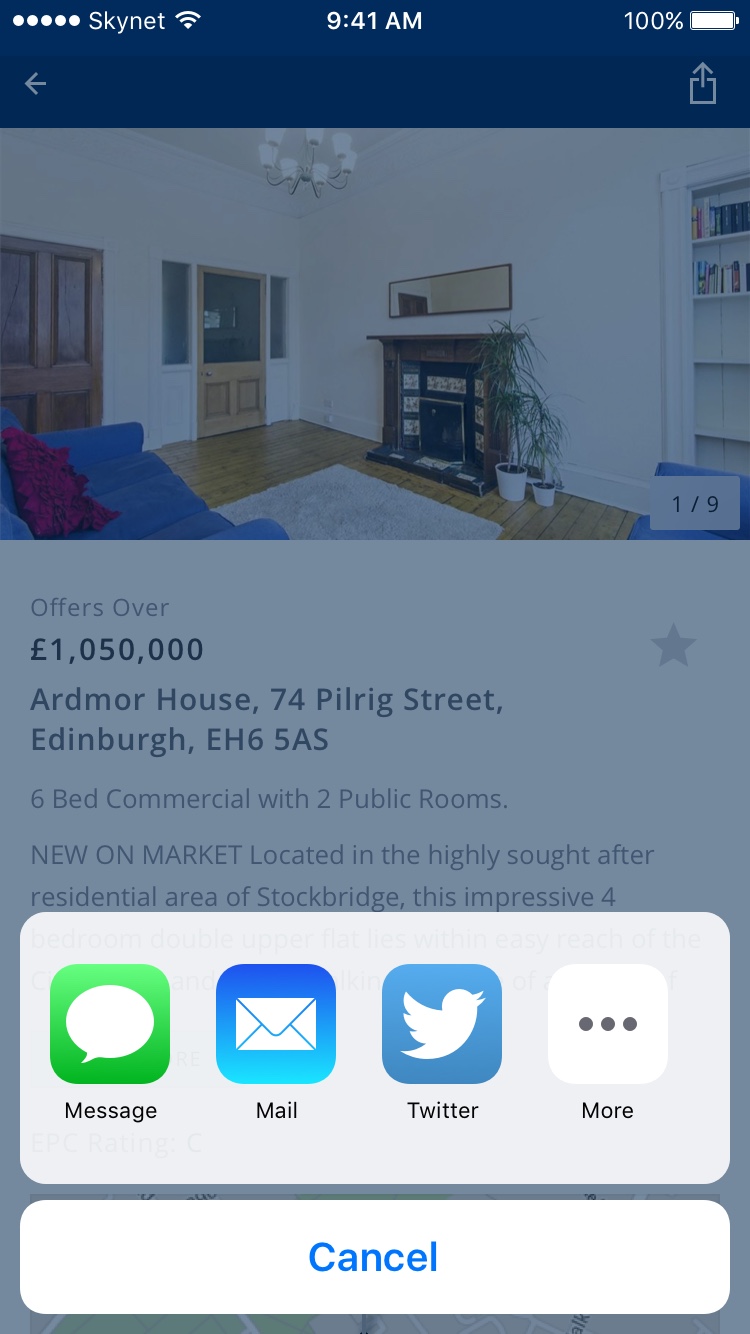 Skynet 9:41 AM 100%
1 / 9
Offers Over
£1,050,000
Ardmor House, 74 Pilrig Street,
Edinburgh, EH6 5AS
6 Bed Commercial with 2 Public Rooms.
NEW ON MARKET Located in the highly sought after
residential area of Stockbridge, this impressive 4
bedroom double upper flat lies within easy reach of the
and of a
Message Mail Twitter More
EPC Rating: C
Cancel